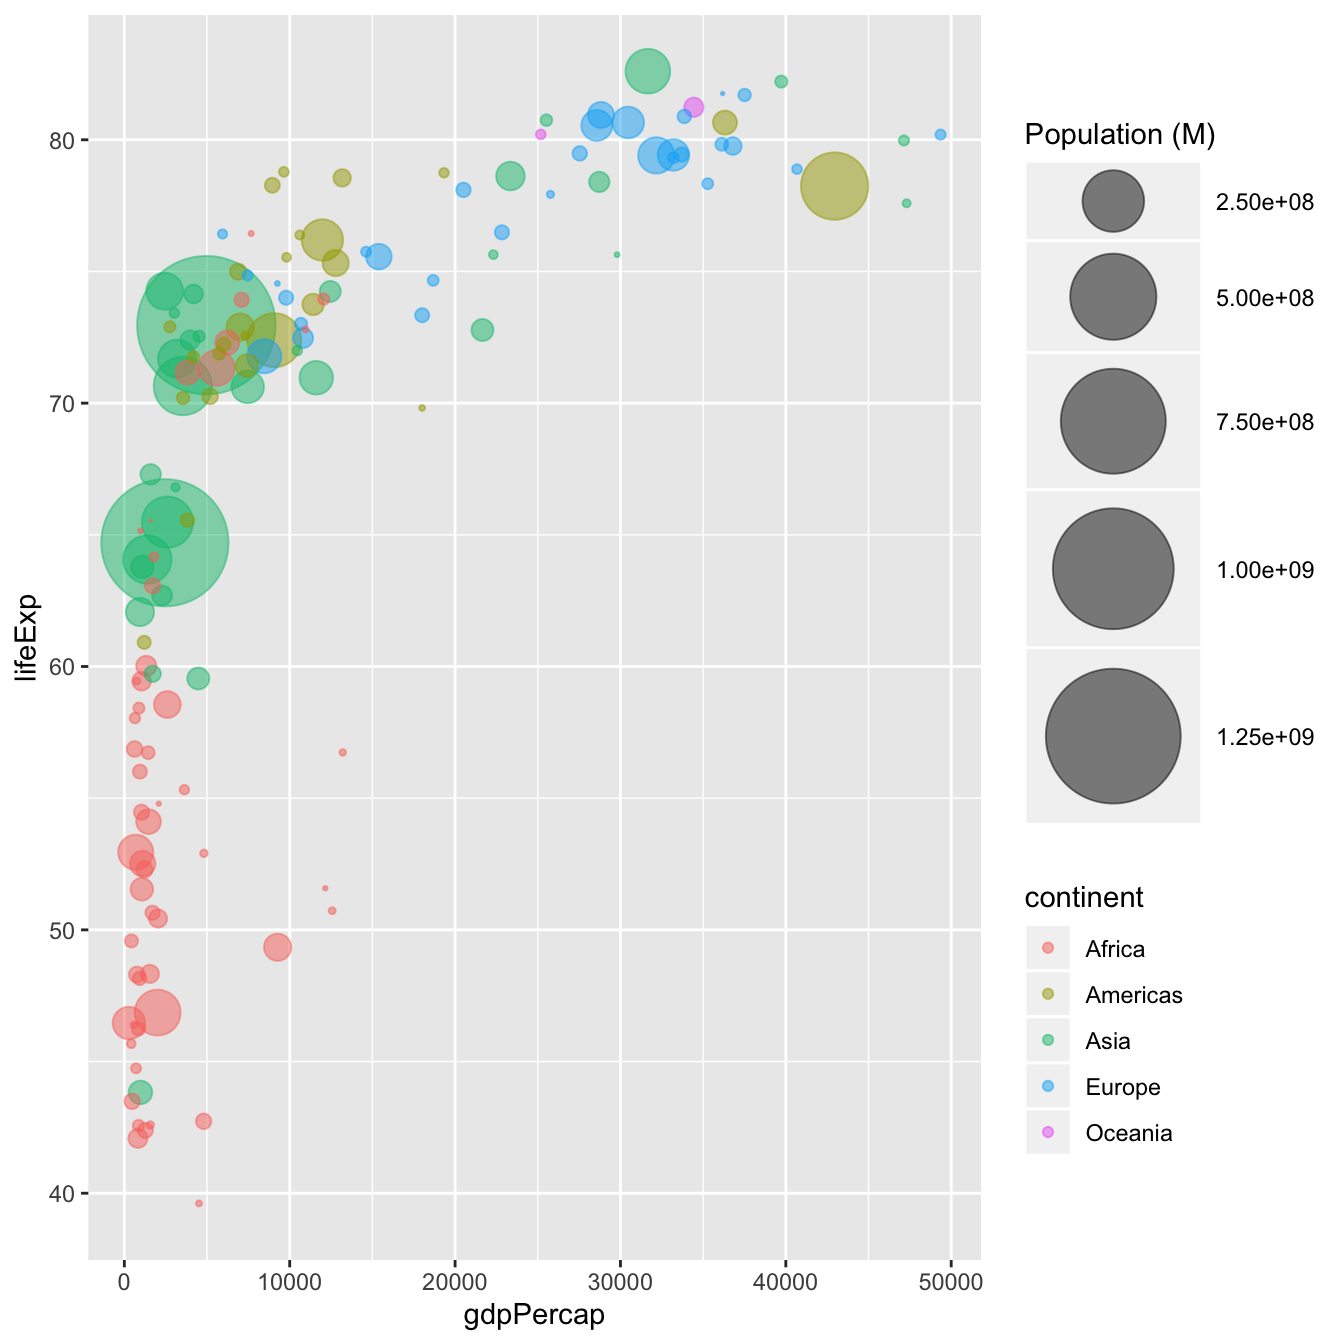 80
70
60
50
40
lifeExp
0 10000 20000 30000 40000 50000
gdpPercap
Population (M)
2.50e+08
5.00e+08
7.50e+08
1.00e+09
1.25e+09
continent
Africa
Americas
Asia
Europe
Oceania